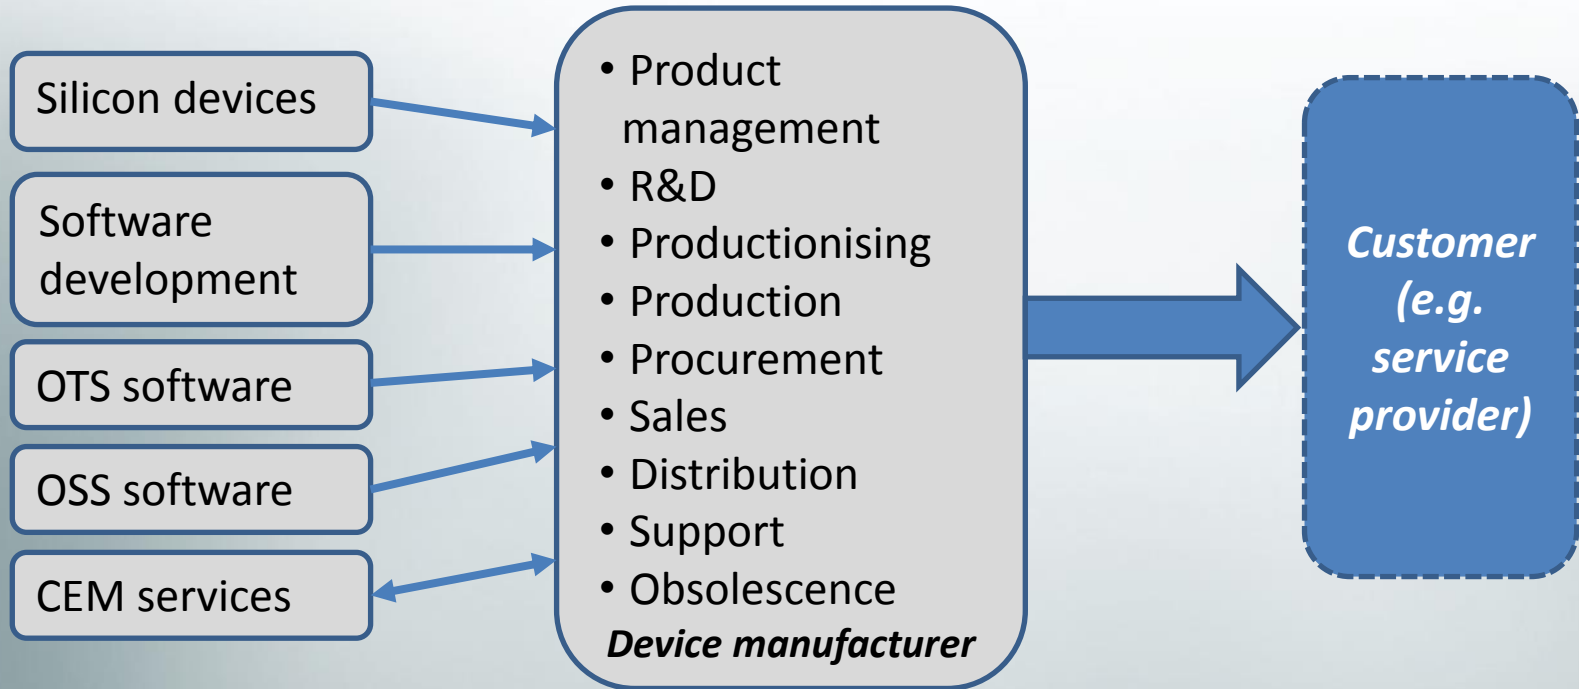 Silicon devices
Software
development
OTS software
OSS software
CEM services
• Product
management
• R&D
• Productionising
• Production
• Procurement
• Sales
• Distribution
• Support
• Obsolescence
Device manufacturer
Customer
(e.g.
service
provider)